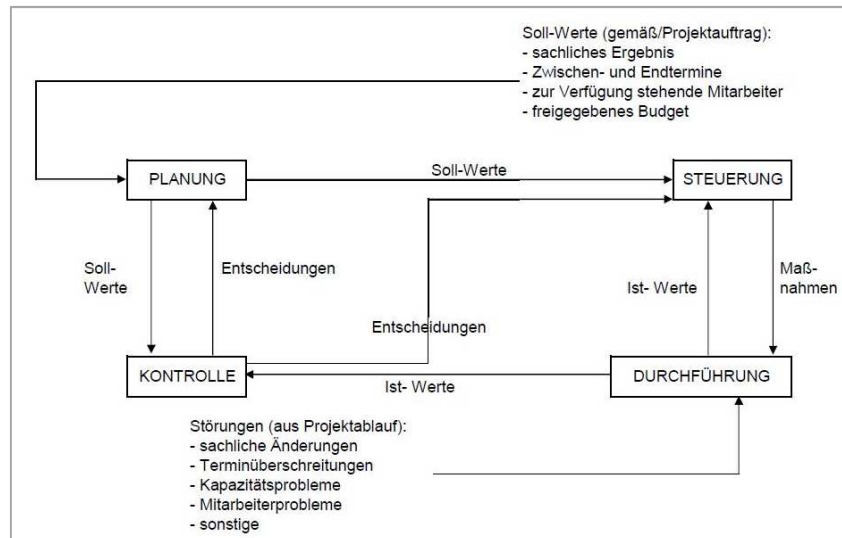 Soll-Werte (gemäß/Projektauftrag):
- sachliches Ergebnis
- Zwischen- und Endtermine
- zur Verfügung stehende Mitarbeiter
- freigegebenes Budget
PLANUNG
Soll-Werte
STEUERUNG
Soll-
Werte
Entscheidungen
Ist- Werte
Maß-
nahmen
Entscheidungen
KONTROLLE
Ist- Werte
DURCHFÜHRUNG
Störungen (aus Projektablauf):
- sachliche Änderungen
- Terminüberschreitungen
- Kapazitätsprobleme
- Mitarbeiterprobleme
- sonstige